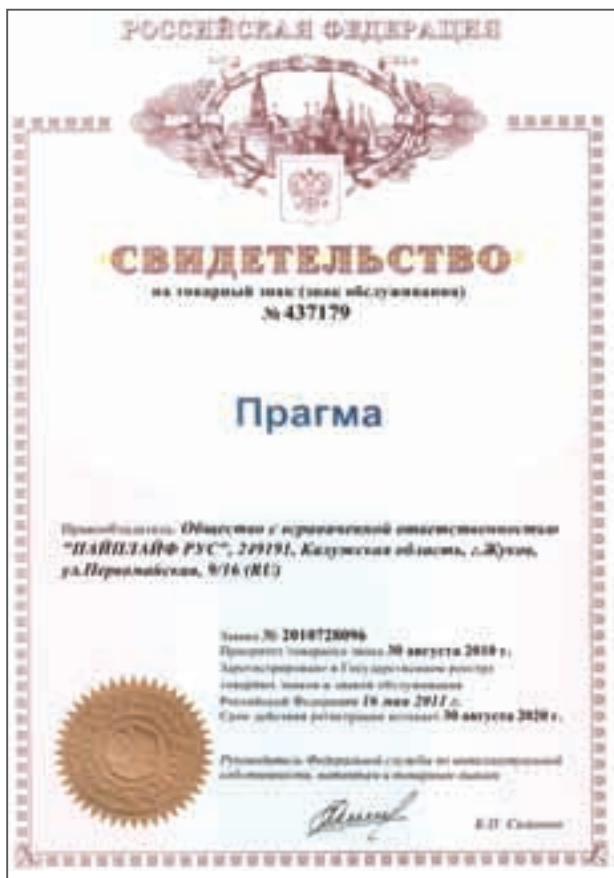 РОССИЙСКАЯ ФЕДЕРАЦИЯ
СВИДЕТЕЛЬСТВО
на товарный знак (знак обслуживания)
№ 437179
Прагма
Правообладатель: Общество с ограниченной ответственностью
"ПАЙПЛАЙФ РУС", 249191, Калужская область, г.Жуков,
ул.Первомайская, 9/16 (RU)
Заявка № 2010728096
Приоритет товарного знака 30 августа 2010 г.
Зарегистрировано в Государственном реестре
товарных знаков и знаков обслуживания
Российской Федерации 16 мая 2011 г.
Срок действия регистрации истекает 30 августа 2020 г.
Руководитель Федеральной службы по интеллектуальной
собственности, патентам и товарным знакам
Б.П. Симонов